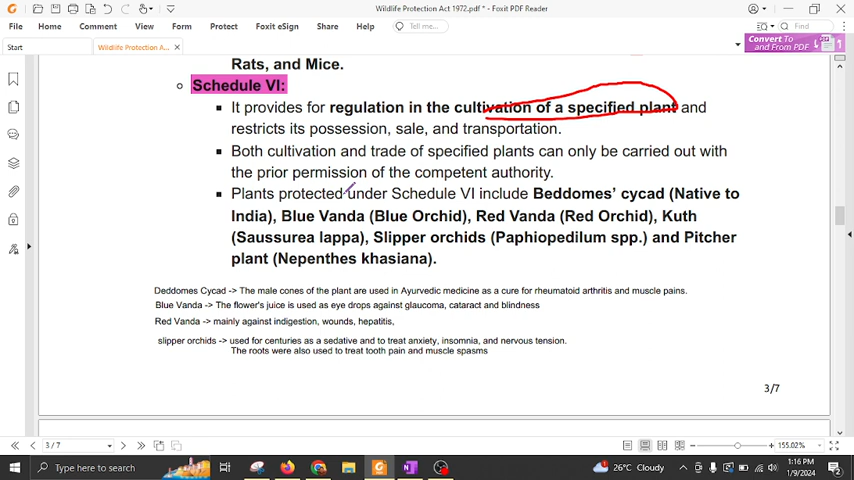 Wildlife Protection Act 1972.pdf * - Foxit PDF Reader
File Home Comment View Form Protect Foxit eSign Share Help Tell me... Find
Start Wildlife Protection A...
Convert To
and From PDF
Rats, and Mice.
Schedule VI:
It provides for regulation in the cultivation of a specified plant and
restricts its possession, sale, and transportation.
Both cultivation and trade of specified plants can only be carried out with
the prior permission of the competent authority.
Plants protected under Schedule VI include Beddomes’ cycad (Native to
India), Blue Vanda (Blue Orchid), Red Vanda (Red Orchid), Kuth
(Saussurea lappa), Slipper orchids (Paphiopedilum spp.) and Pitcher
plant (Nepenthes khasiana).
Deddomes Cycad -> The male cones of the plant are used in Ayurvedic medicine as a cure for rheumatoid arthritis and muscle pains.
Blue Vanda -> The flower's juice is used as eye drops against glaucoma, cataract and blindness
Red Vanda -> mainly against indigestion, wounds, hepatitis,
slipper orchids -> used for centuries as a sedative and to treat anxiety, insomnia, and nervous tension.
The roots were also used to treat tooth pain and muscle spasms
3/7
3 / 7 155.02%
Type here to search 26°C Cloudy 1:16 PM
1/9/2024
2